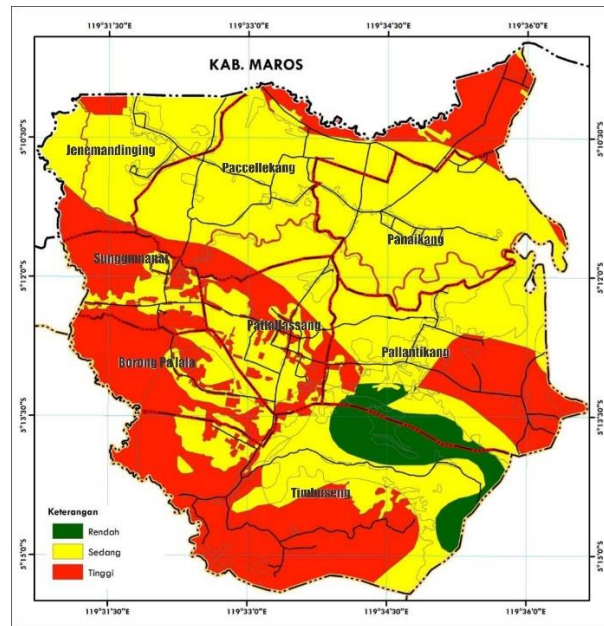 119°31'30"E 119°33'0"E 119°34'30"E 119°36'0"E
KAB. MAROS
5°10'30"S 5°10'30"S
Jenemandinging
Paccellekang
Panaikang
Sunggumanai
5°12'0"S 5°12'0"S
Pattallassang
Pallantikang
Borong Pa'lala
5°13'30"S 5°13'30"S
Timbuseng
Keterangan
Rendah
Sedang
Tinggi
5°15'0"S 5°15'0"S
119°31'30"E 119°33'0"E 119°34'30"E 119°36'0"E